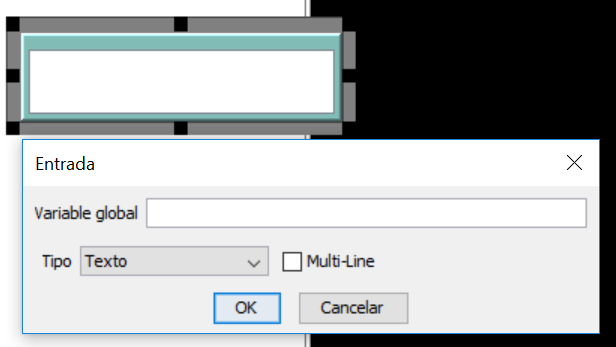 Entrada
Variable global
Tipo Texto Multi-Line
OK Cancelar